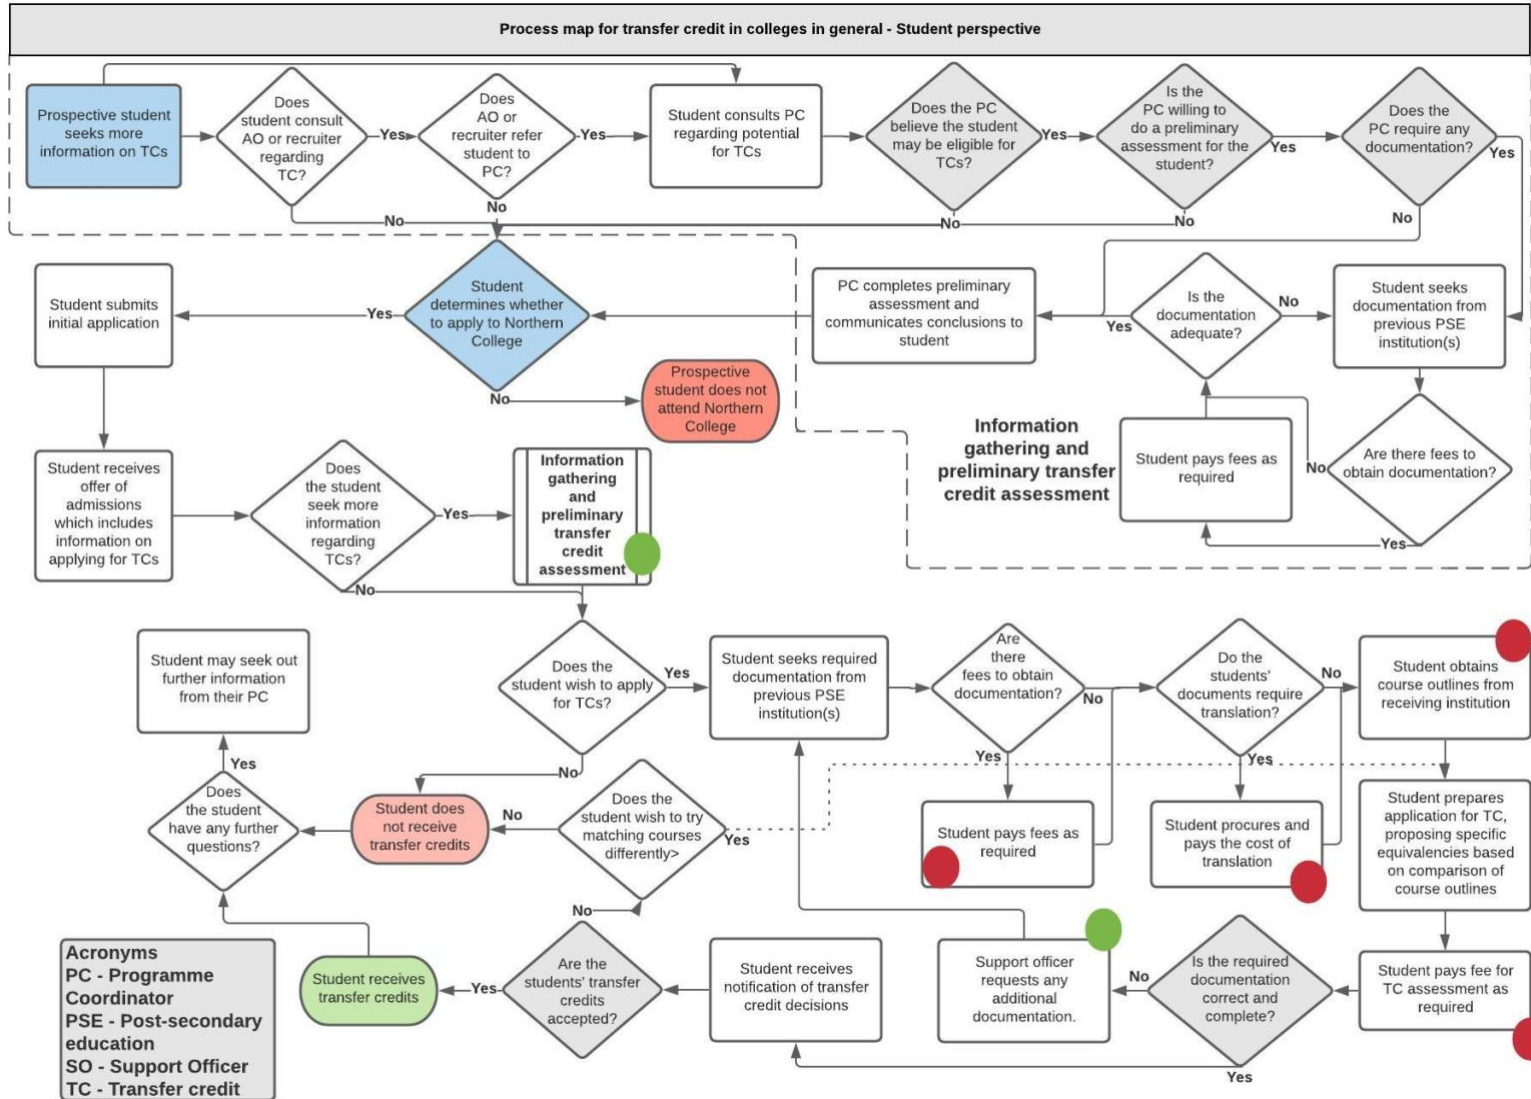 Process map for transfer credit in colleges in general - Student perspective
Prospective student
seeks more
information on TCs
Does
student consult
AO or recruiter
regarding
TC?
Yes
Does
AO or
recruiter refer
student to
PC?
Yes
Student consults PC
regarding potential
for TCs
Does the PC
believe the student
may be eligible for
TCs?
Yes
Is the
PC willing to
do a preliminary
assessment for the
student?
Yes
Does the
PC require any
documentation?
Yes
No
No
No
No
No
Student submits
initial application
Yes
Student
determines whether
to apply to Northern
College
No
Prospective
student does not
attend Northern
College
PC completes preliminary
assessment and
communicates conclusions to
student
Yes
Is the
documentation
adequate?
No
Student seeks
documentation from
previous PSE
institution(s)
Information
gathering and
preliminary transfer
credit assessment
Student pays fees as
required
No
Are there fees to
obtain documentation?
Yes
Student receives
offer of
admissions
which includes
information on
applying for TCs
Does
the student
seek more
information
regarding
TCs?
Yes
No
Information
gathering
and
preliminary
transfer
credit
assessment
Student may seek out
further information
from their PC
Does the
student wish to apply
for TCs?
Yes
No
Student seeks required
documentation from
previous PSE
institution(s)
Are
there
fees to obtain
documentation?
No
Yes
Do the
students'
documents require
translation?
No
Yes
Student obtains
course outlines from
receiving institution
Yes
Does
the student
have any further
questions?
Student does
not receive
transfer credits
No
Does the
student wish to try
matching courses
differently>
Yes
Student pays fees as
required
Student procures and
pays the cost of
translation
Student prepares
application for TC,
proposing specific
equivalencies based
on comparison of
course outlines
No
Acronyms
PC - Programme
Coordinator
PSE - Post-secondary
education
SO - Support Officer
TC - Transfer credit
Student receives
transfer credits
Yes
Are the
students' transfer
credits
accepted?
Student receives
notification of transfer
credit decisions
Support officer
requests any
additional
documentation.
No
Is the required
documentation
correct and
complete?
Yes
Student pays fee for
TC assessment as
required